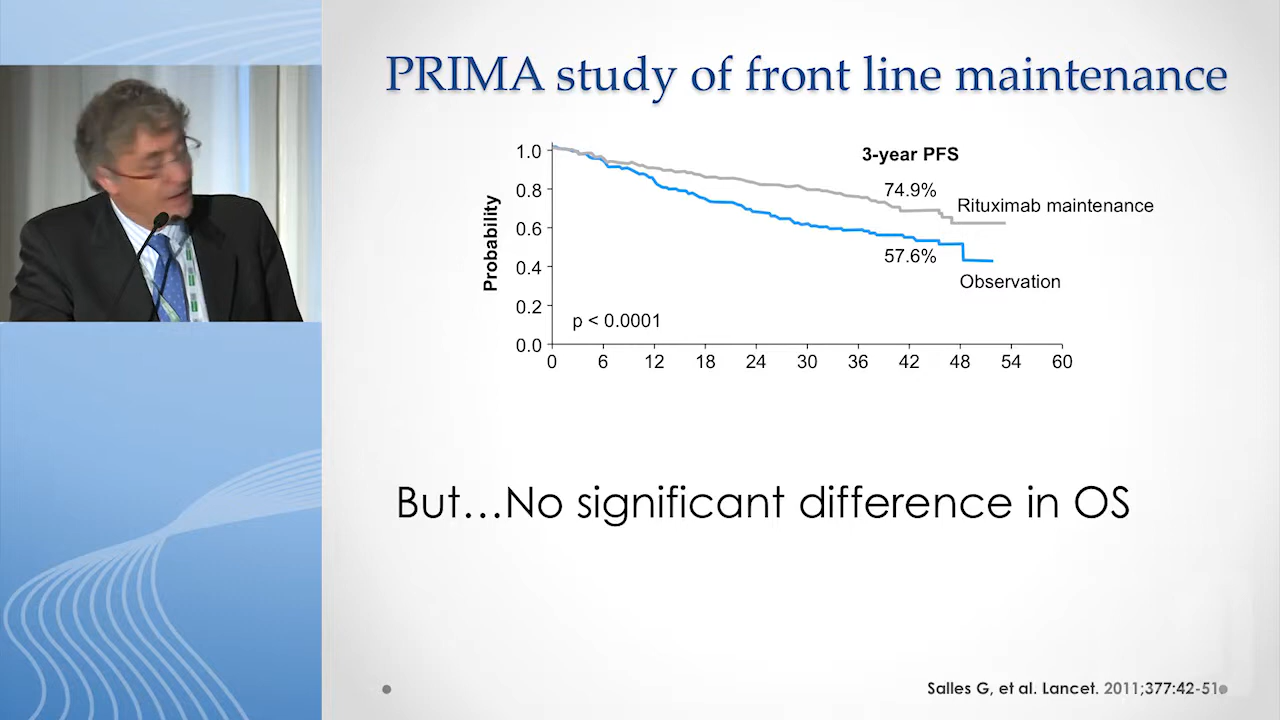 PRIMA study of front line maintenance
3-year PFS
1.0
0.8
0.6
0.4
0.2
0.0
Probability
74.9%
Rituximab maintenance
57.6%
Observation
p < 0.0001
0 6 12 18 24 30 36 42 48 54 60
But...No significant difference in OS
Salles G, et al. Lancet. 2011;377:42-51